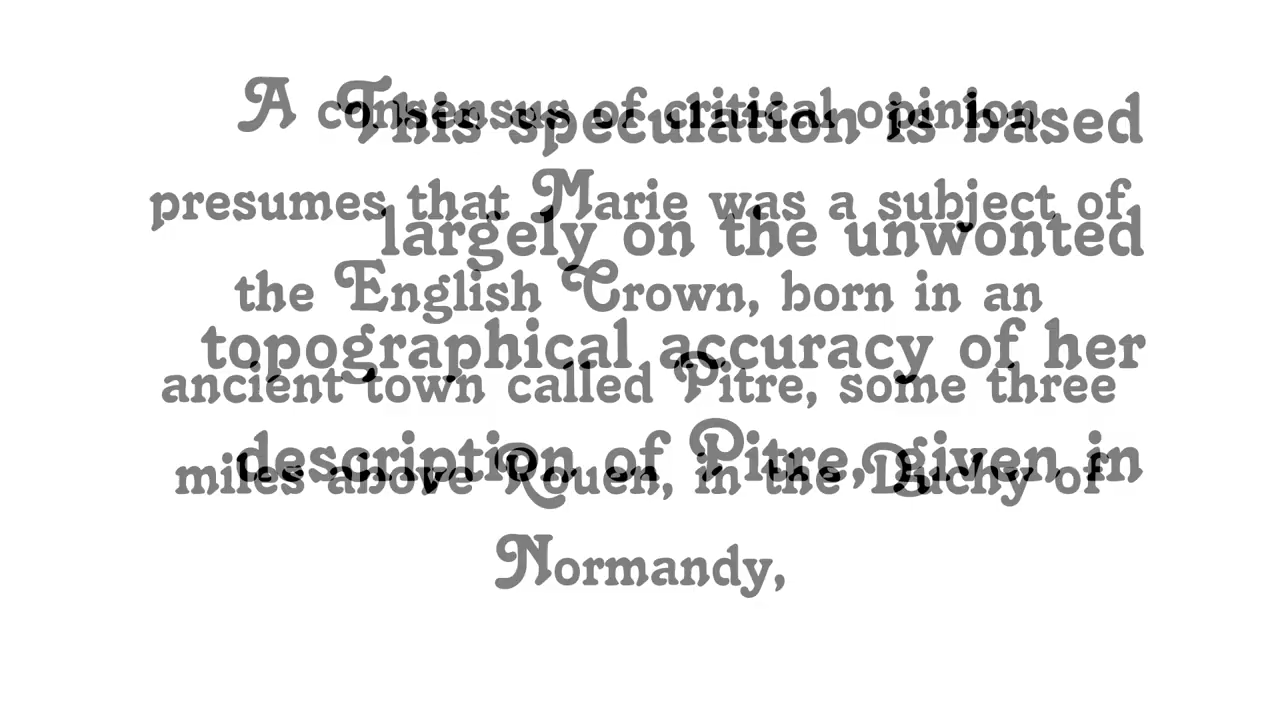 A consensus of critical opinion
presumes that Marie was a subject of
the English Crown, born in an
ancient town called Pitre, some three
miles above Rouen, in the Duchy of
Normandy,
This speculation is based
largely on the unwonted
topographical accuracy of her
description of Pitre, given in